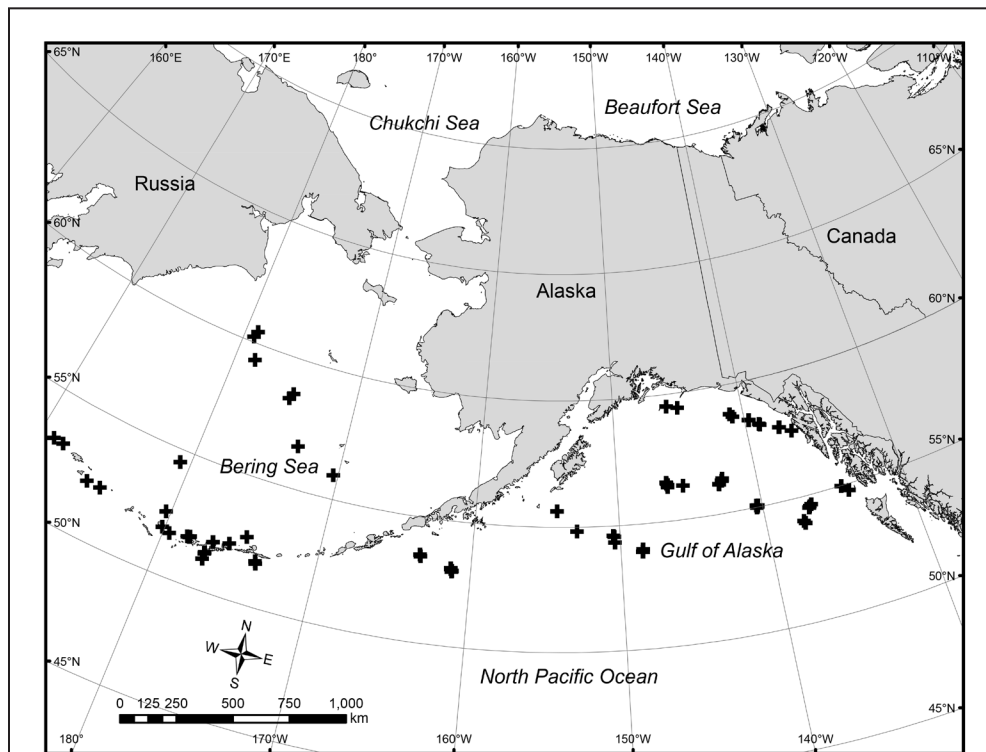 160°E 170°E 180° 170°W 160°W 150°W 140°W 130°W 120°W 110°W
65°N
Beaufort Sea
Chukchi Sea
65°N
Russia
60°N
Canada
Alaska
60°N
55°N
55°N
Bering Sea
50°N
Gulf of Alaska
50°N
N
W E
S
45°N
North Pacific Ocean
0 125 250 500 750 1,000
km
45°N
180° 170°W 160°W 150°W 140°W